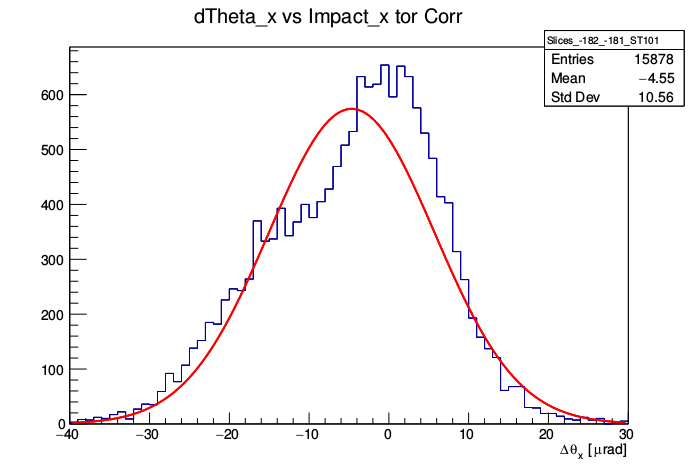 dTheta_x vs Impact_x tor Corr
Slices_-182_-181_ST101
Entries 15878
Mean −4.55
Std Dev 10.56
600
500
400
300
200
100
0
−40 −30 −20 −10 0 10 20 30
Δθx [μrad]